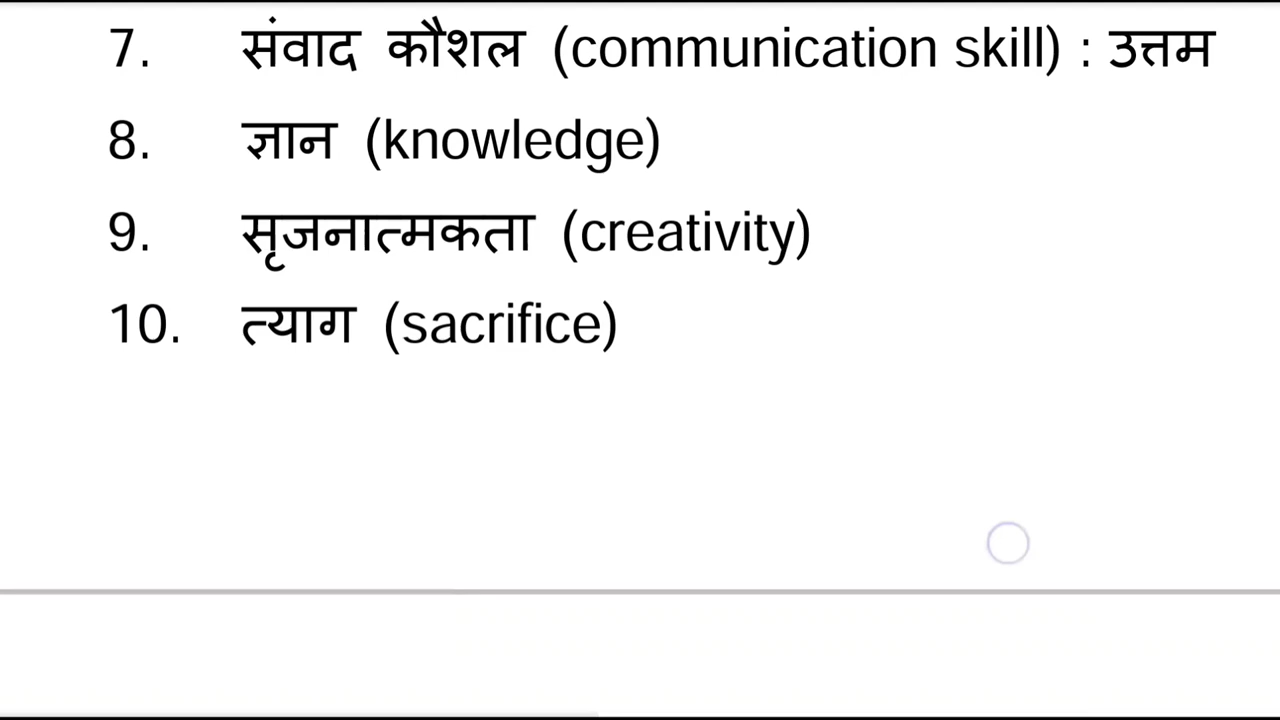 7. संवाद कौशल (communication skill) : उत्तम
8. ज्ञान (knowledge)
9. सृजनात्मकता (creativity)
10. त्याग (sacrifice)